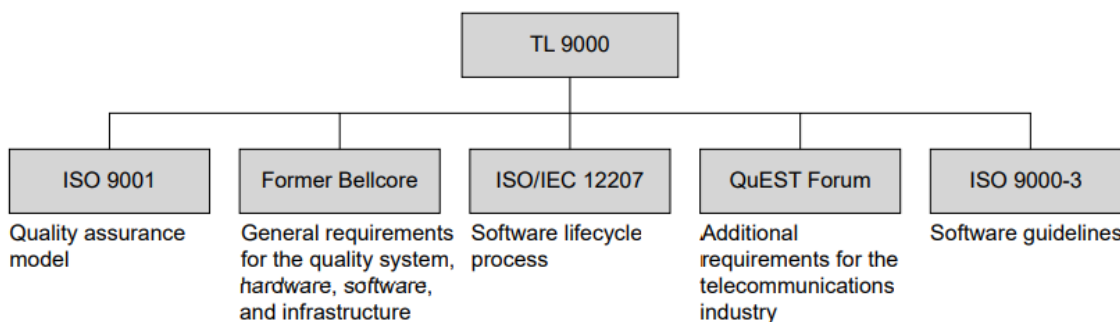 TL 9000
ISO 9001
Former Bellcore
ISO/IEC 12207
QuEST Forum
ISO 9000-3
Quality assurance
model
General requirements
for the quality system,
hardware, software,
and infrastructure
Software lifecycle
process
Additional
requirements for the
telecommunications
industry
Software guidelines